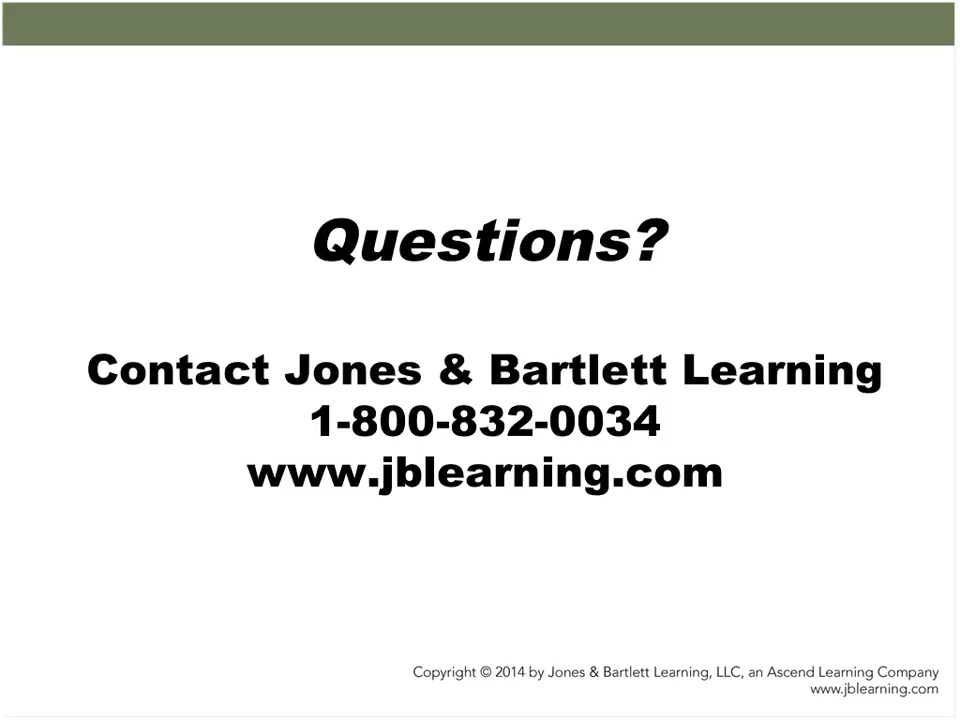 Questions?
Contact Jones & Bartlett Learning
1-800-832-0034
www.jblearning.com
Copyright © 2014 by Jones & Bartlett Learning, LLC, an Ascend Learning Company
www.jblearning.com